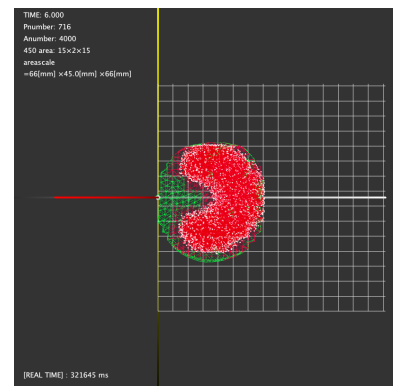 TIME: 6.000
Pnumber: 716
Anumber: 4000
450 area: 15×2×15
areascale
=66[mm] ×45.0[mm] ×66[mm]
[REAL TIME] : 321645 ms